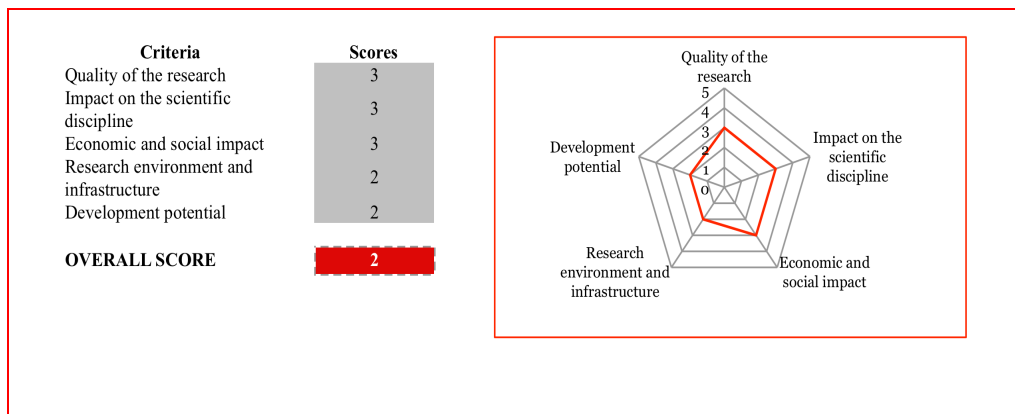 Criteria Scores
Quality of the research 3
Impact on the scientific
discipline 3
Economic and social impact 3
Research environment and
infrastructure 2
Development potential 2
OVERALL SCORE 2
Quality of the
research
5
4
3
2
1
0
Impact on the
scientific
discipline
Economic and
social impact
Research
environment and
infrastructure
Development
potential